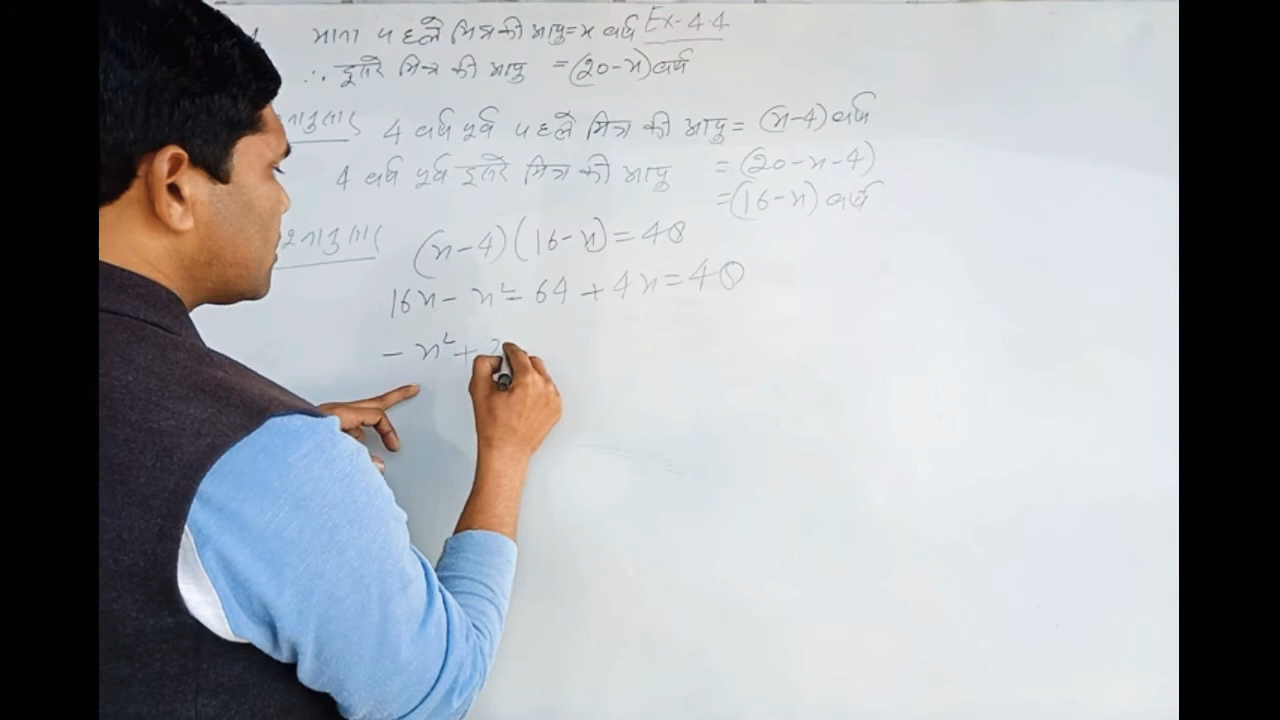 माना पहले मित्र की आयु = x वर्ष Ex-4.4
∴ दूसरे मित्र की आयु = (20-x) वर्ष
4 वर्ष पूर्व पहले मित्र की आयु = (x-4) वर्ष
4 वर्ष पूर्व दूसरे मित्र की आयु = (20-x-4)
= (16-x) वर्ष
(x-4)(16-x)=48
16x - x² - 64 + 4x = 48
- x² + 2